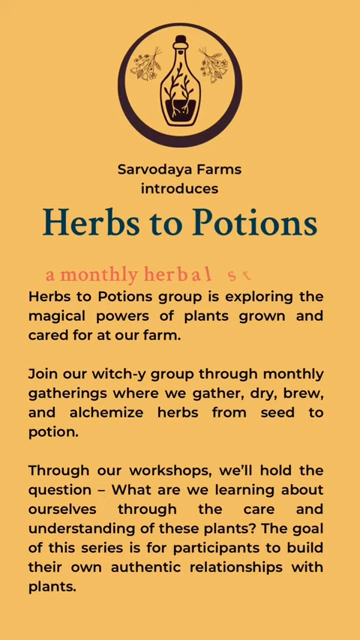 Sarvodaya Farms
introduces
Herbs to Potions
a monthly herbal
Herbs to Potions group is exploring the
magical powers of plants grown and
cared for at our farm.
Join our witch-y group through monthly
gatherings where we gather, dry, brew,
and alchemize herbs from seed to
potion.
Through our workshops, we’ll hold the
question – What are we learning about
ourselves through the care and
understanding of these plants? The goal
of this series is for participants to build
their own authentic relationships with
plants.